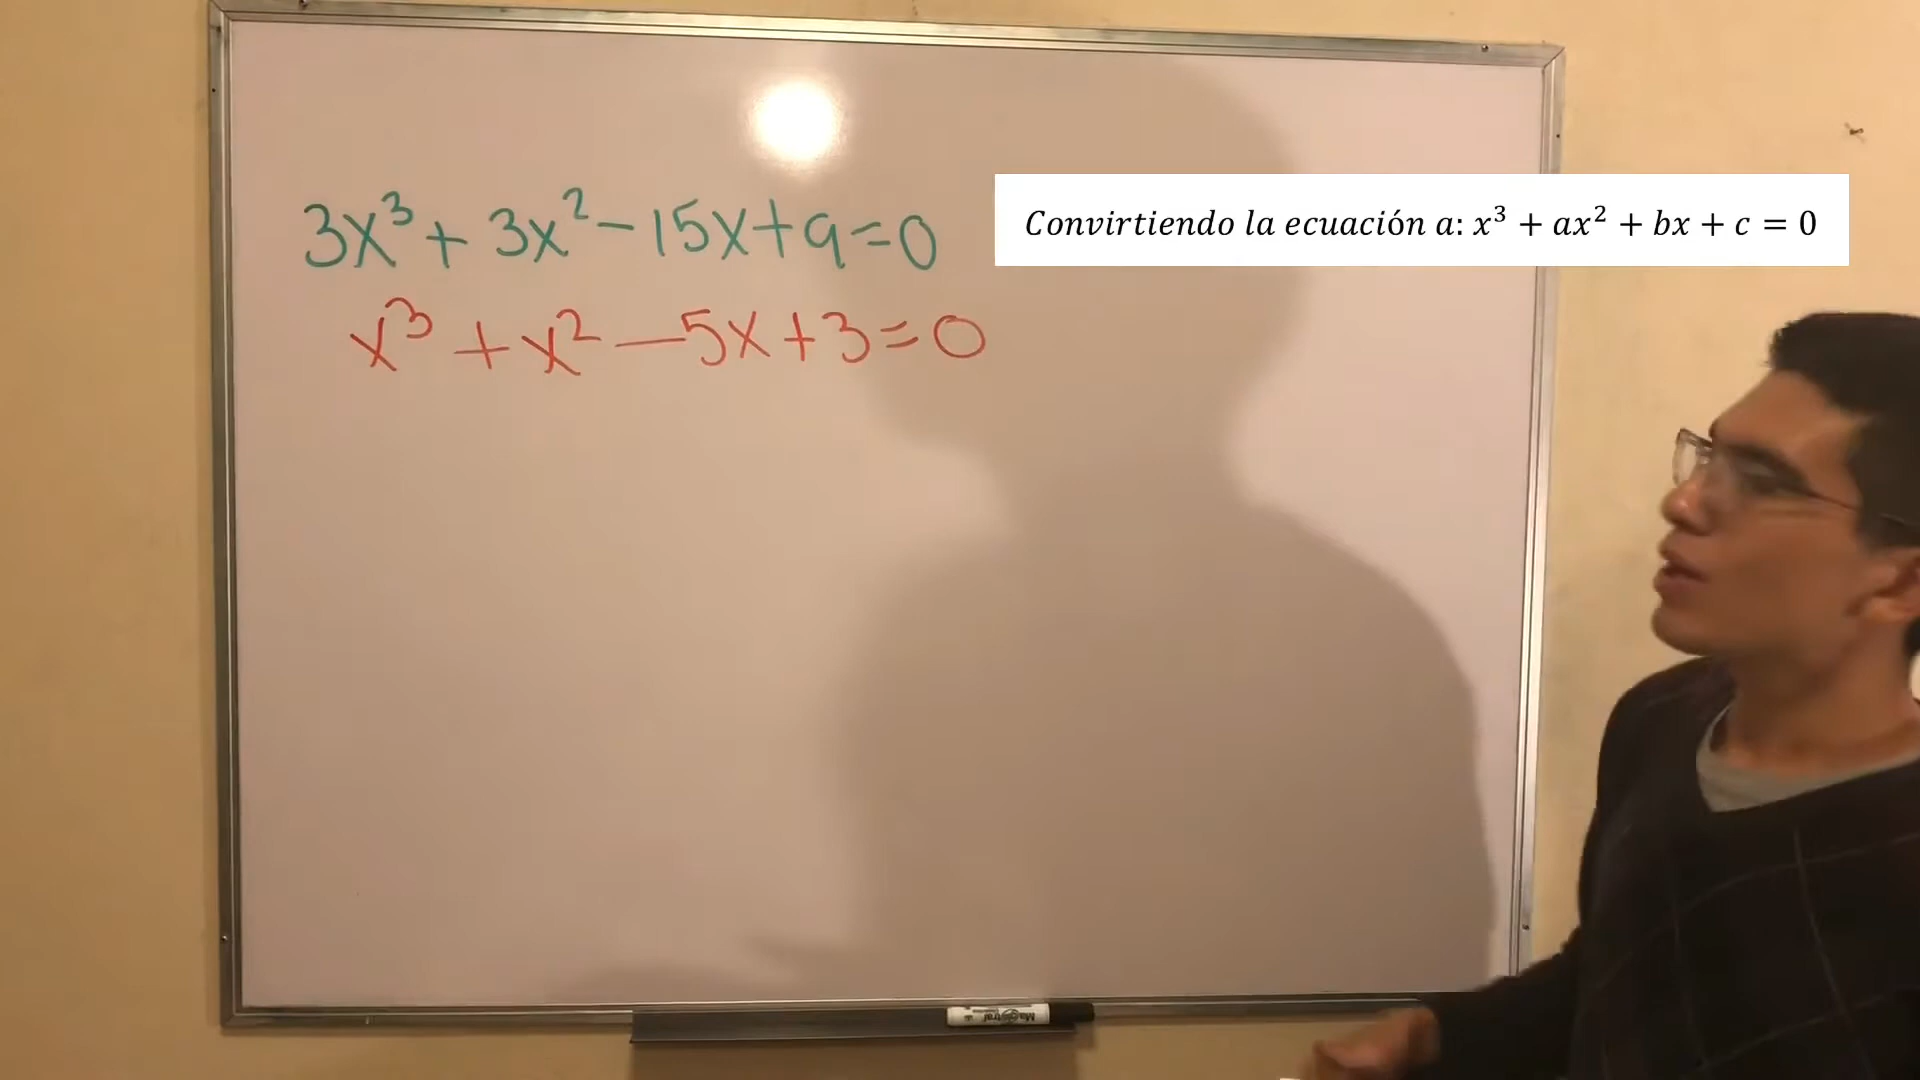 3x³ + 3x² - 15x + 9 = 0
Convirtiendo la ecuación a: x³ + ax² + bx + c = 0
x³ + x² - 5x + 3 = 0